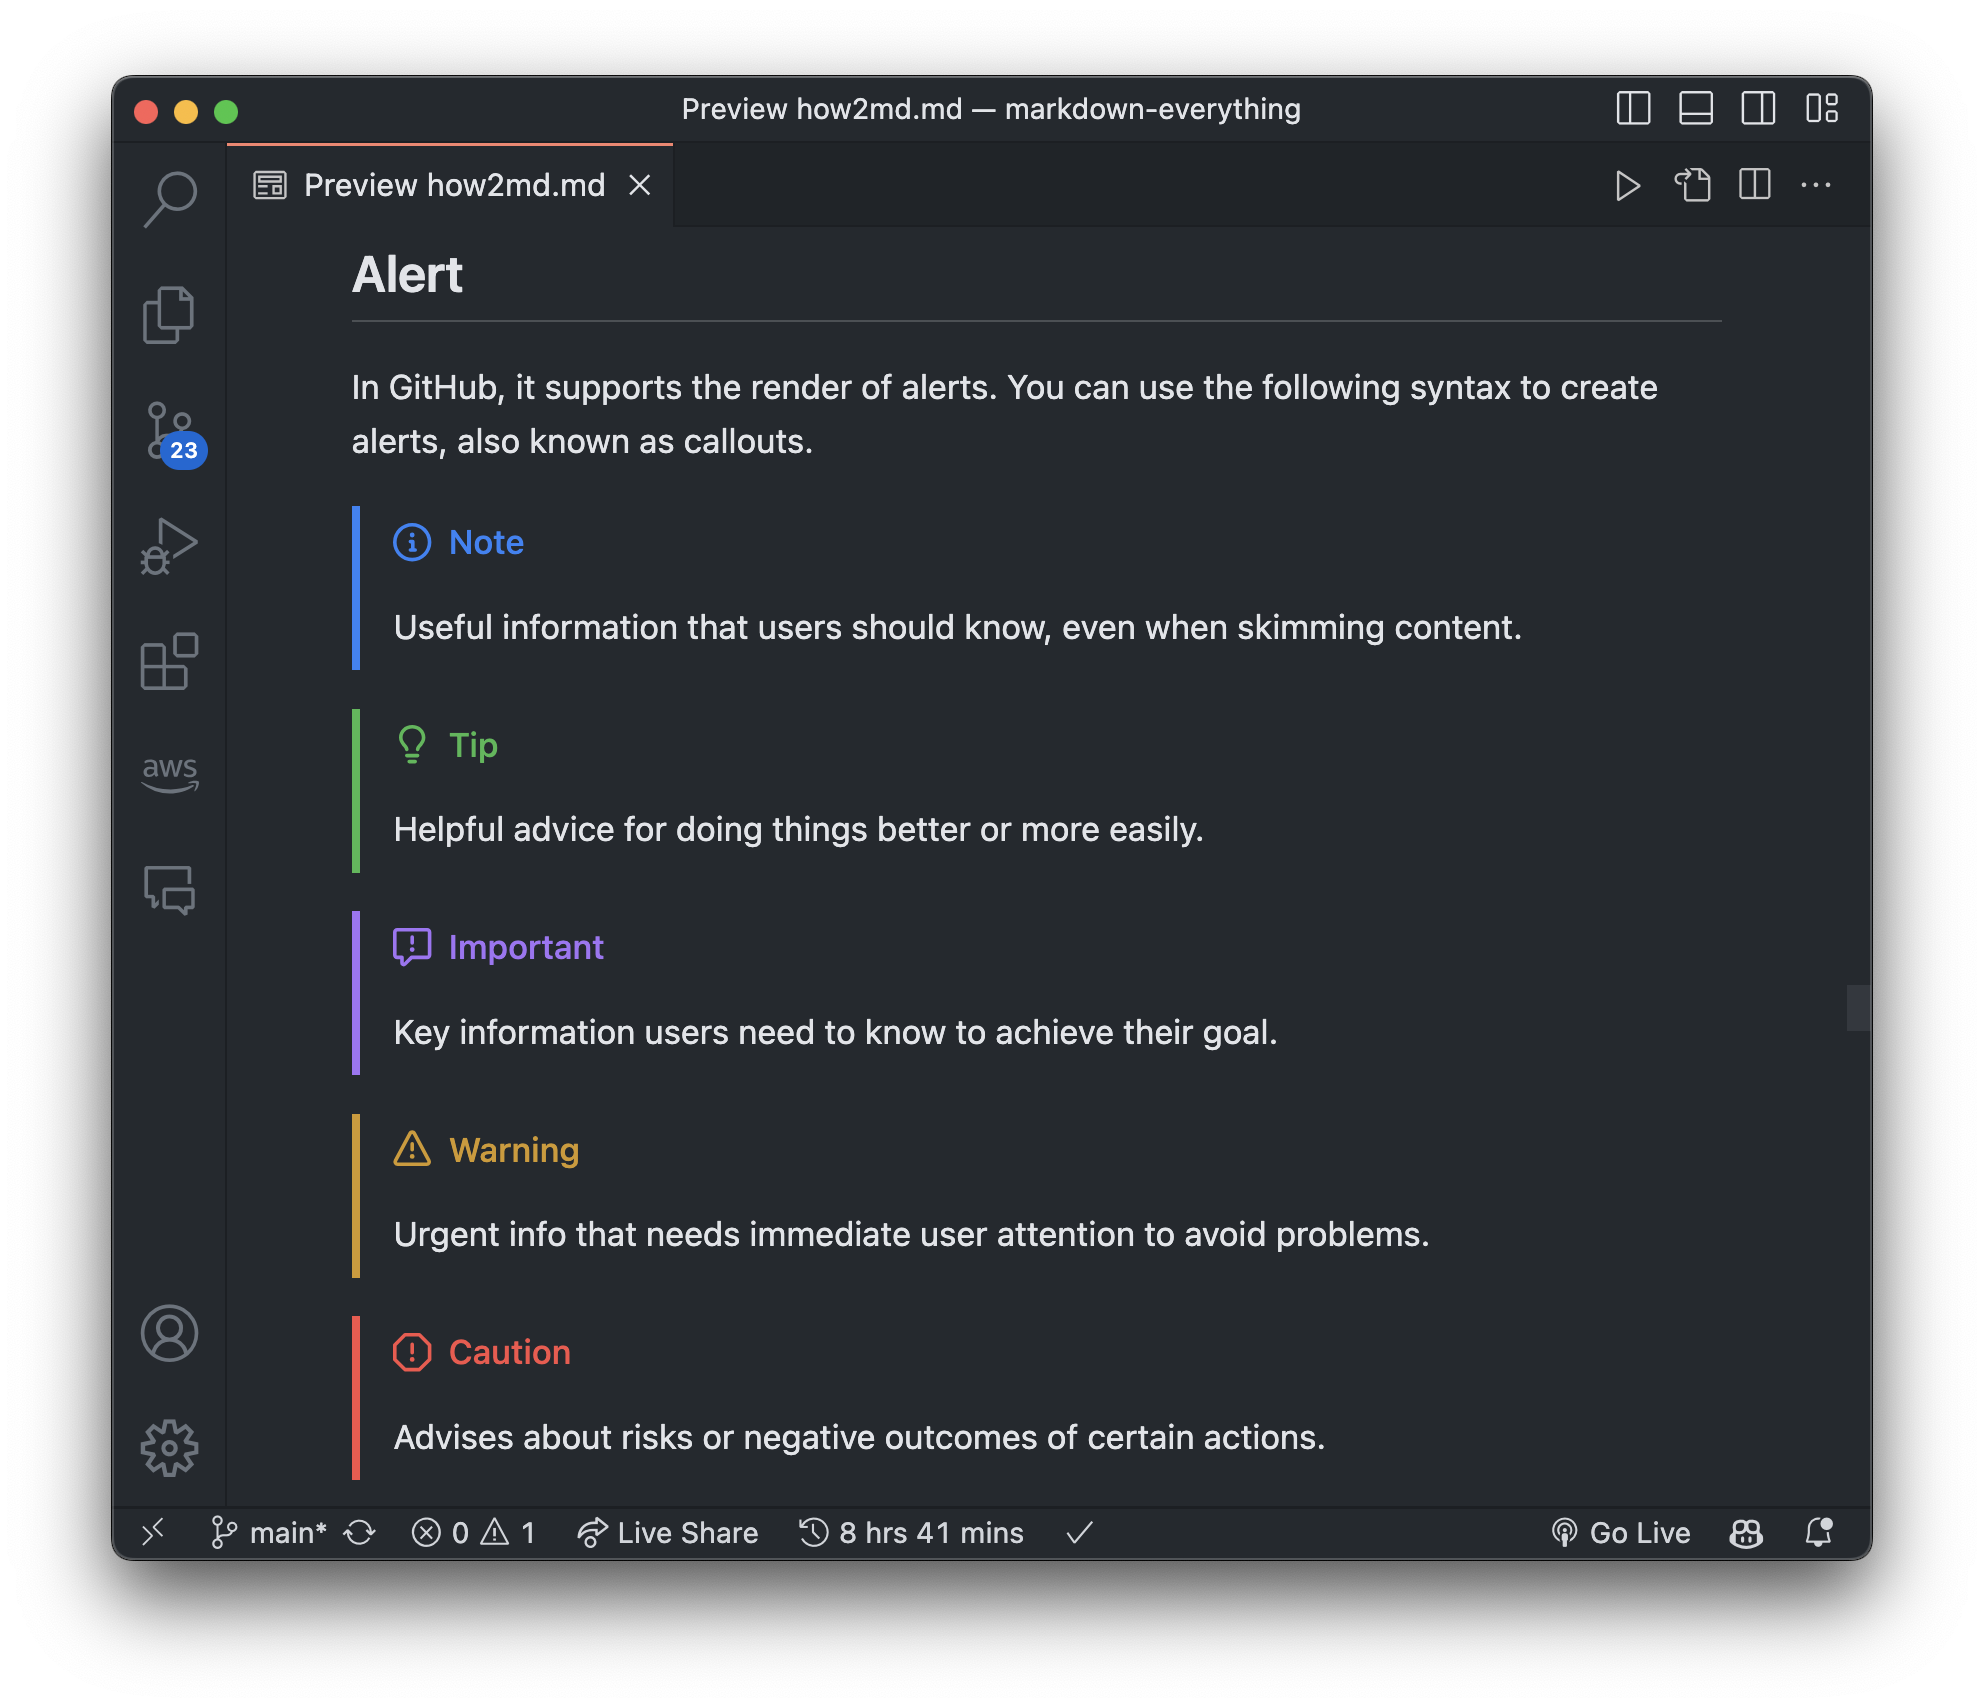 Preview how2md.md — markdown-everything
Preview how2md.md
Alert
In GitHub, it supports the render of alerts. You can use the following syntax to create
alerts, also known as callouts.
23
Note
Useful information that users should know, even when skimming content.
Tip
aws
Helpful advice for doing things better or more easily.
Important
Key information users need to know to achieve their goal.
Warning
Urgent info that needs immediate user attention to avoid problems.
Caution
Advises about risks or negative outcomes of certain actions.
main* 0 1 Live Share 8 hrs 41 mins Go Live